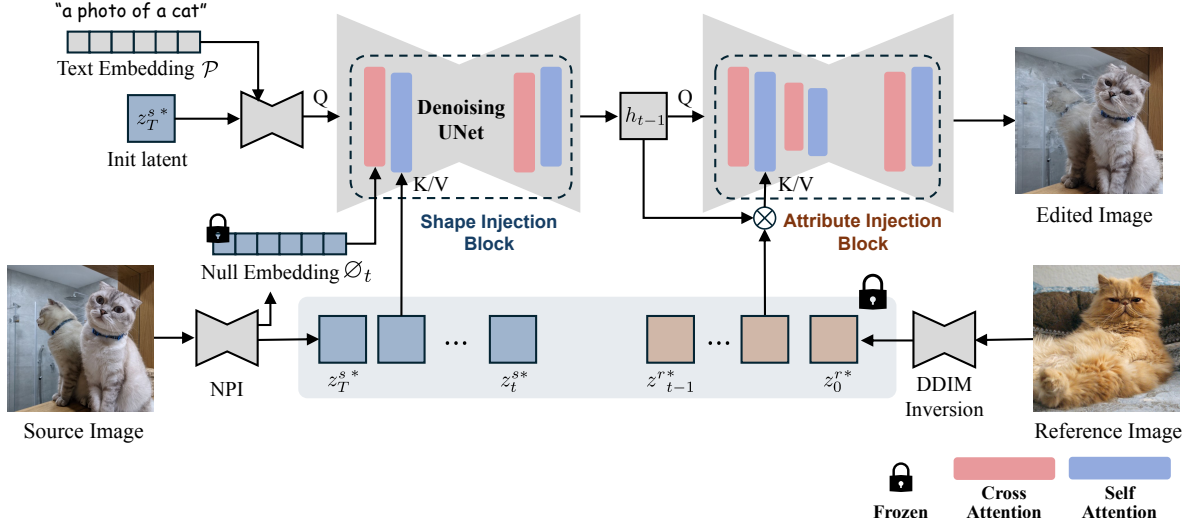 “a photo of a cat”
Text Embedding 𝒫
z_T^{s *}
Init latent
Q
Denoising
UNet
K/V
Shape Injection
Block
h_{t−1}
Q
K/V
Attribute Injection
Block
Edited Image
Null Embedding ∅_t
NPI
Source Image
z_T^{s *}
...
z_t^{s*}
z^{r*}_{t−1}
...
z_0^{r*}
DDIM
Inversion
Reference Image
Frozen
Cross
Attention
Self
Attention